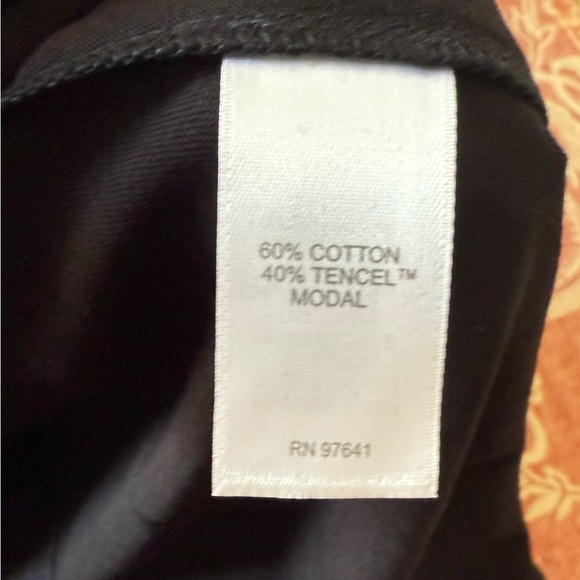 60% COTTON
40% TENCEL™
MODAL
RN 97641